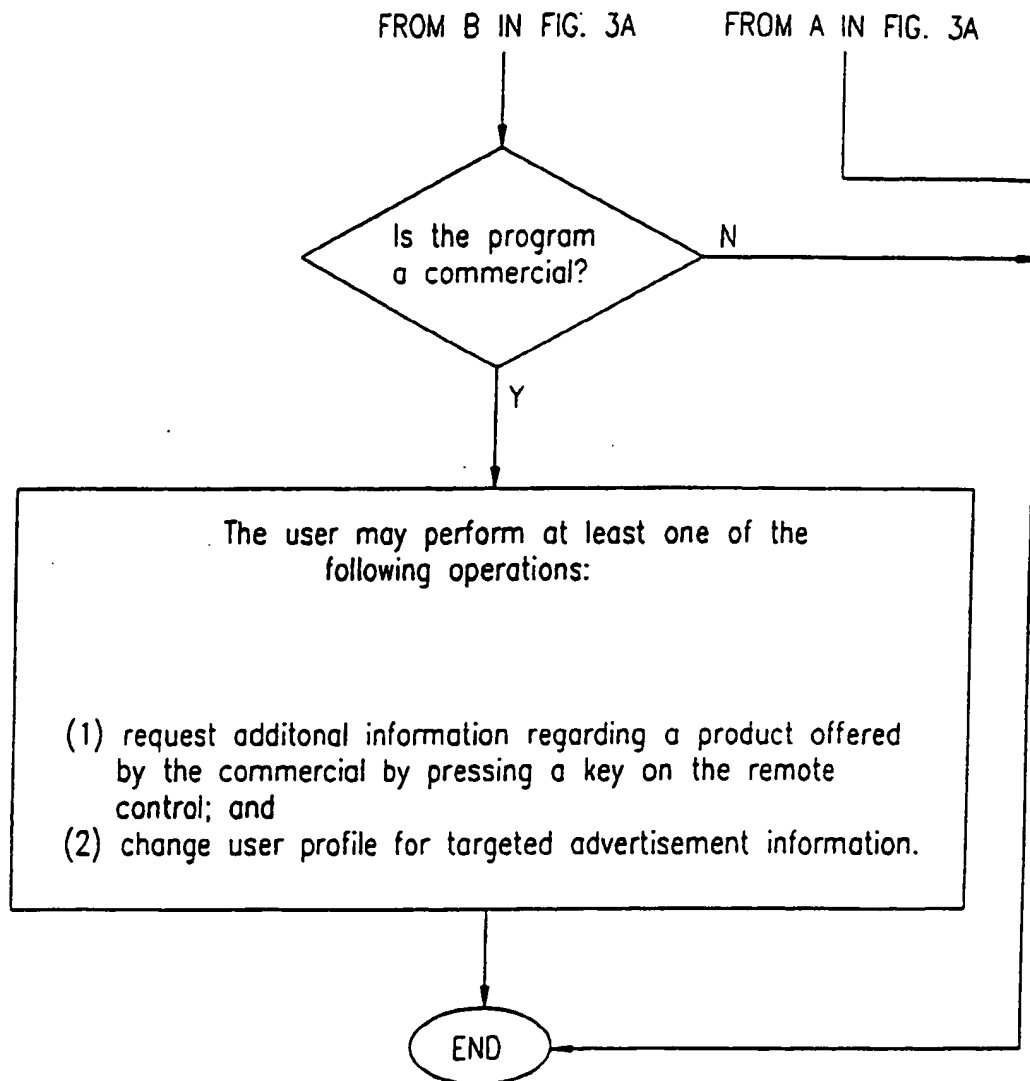 FROM B IN FIG. 3A
FROM A IN FIG. 3A
Is the program
a commercial?
N
Y
The user may perform at least one of the
following operations:
(1) request additonal information regarding a product offered
by the commercial by pressing a key on the remote
control; and
(2) change user profile for targeted advertisement information.
END